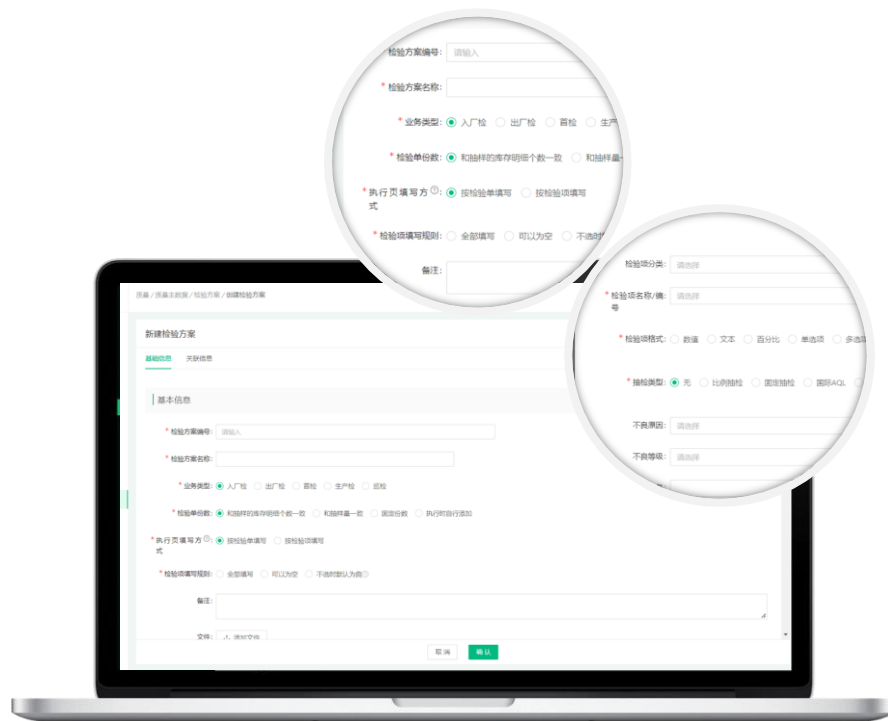 * 检验方案编号: 请输入
* 检验方案名称:
* 业务类型: 入厂检 出厂检 首检 生产
* 检验单份数: 和抽样的库存明细个数一致 和抽样量一
* 执行页填写方式: 按检验单填写 按检验项填写
* 检验项填写规则: 全部填写 可以为空 不选时
备注:
检验项分类: 请选择
* 检验项名称/编号: 请选择
* 检验项格式: 数值 文本 百分比 单选项 多选项
* 抽检类型: 无 比例抽检 固定抽检 国际AQL
不良原因: 请选择
不良等级: 请选择
质量 / 质量主数据 / 检验方案 / 创建检验方案
新建检验方案
基础信息 关联信息
基本信息
* 检验方案编号: 请输入
* 检验方案名称:
* 业务类型: 入厂检 出厂检 首检 生产检 巡检
* 检验单份数: 和抽样的库存明细个数一致 和抽样量一致 固定份数 执行时自行添加
* 执行页填写方式: 按检验单填写 按检验项填写
* 检验项填写规则: 全部填写 可以为空 不选时默认为良
备注:
文件: 添加文件
取消 确认